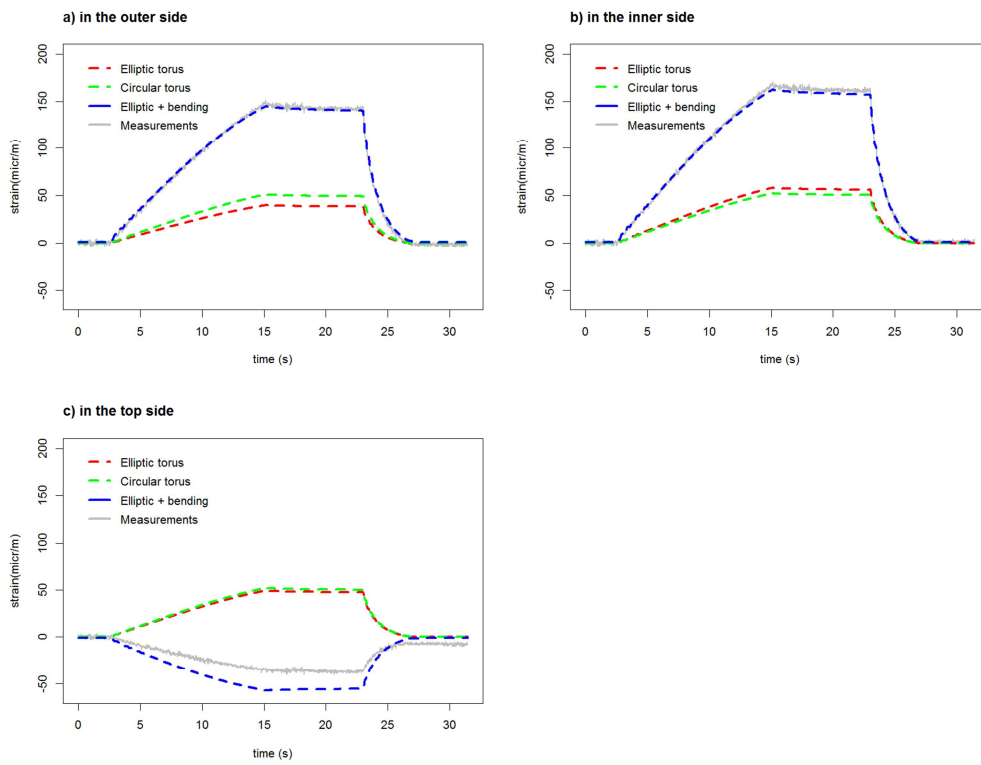 a) in the outer side
strain(micr/m)
200
150
100
50
0
-50
Elliptic torus
Circular torus
Elliptic + bending
Measurements
0 5 10 15 20 25 30
time (s)
b) in the inner side
strain(micr/m)
200
150
100
50
0
-50
Elliptic torus
Circular torus
Elliptic + bending
Measurements
0 5 10 15 20 25 30
time (s)
c) in the top side
strain(micr/m)
200
150
100
50
0
-50
Elliptic torus
Circular torus
Elliptic + bending
Measurements
0 5 10 15 20 25 30
time (s)